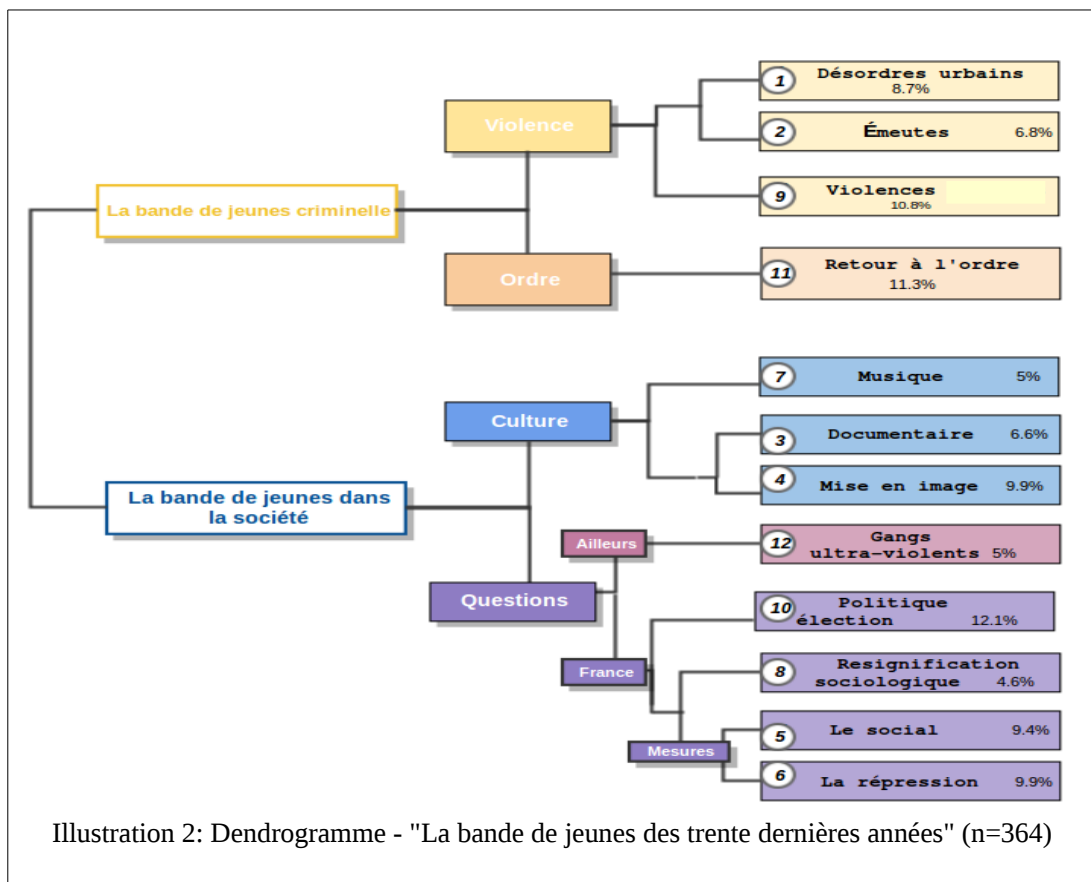 1
Désordres urbains
8.7%
Violence
2
Émeutes 6.8%
La bande de jeunes criminelle
9
Violences
10.8%
Ordre
11
Retour à l'ordre
11.3%
7
Musique 5%
Culture
3
Documentaire 6.6%
4
Mise en image 9.9%
La bande de jeunes dans
la société
Ailleurs
12
Gangs
ultra-violents 5%
Questions
10
Politique
élection 12.1%
France
8
Resignification
sociologique 4.6%
Mesures
5
Le social 9.4%
6
La répression 9.9%
Illustration 2: Dendrogramme - "La bande de jeunes des trente dernières années" (n=364)